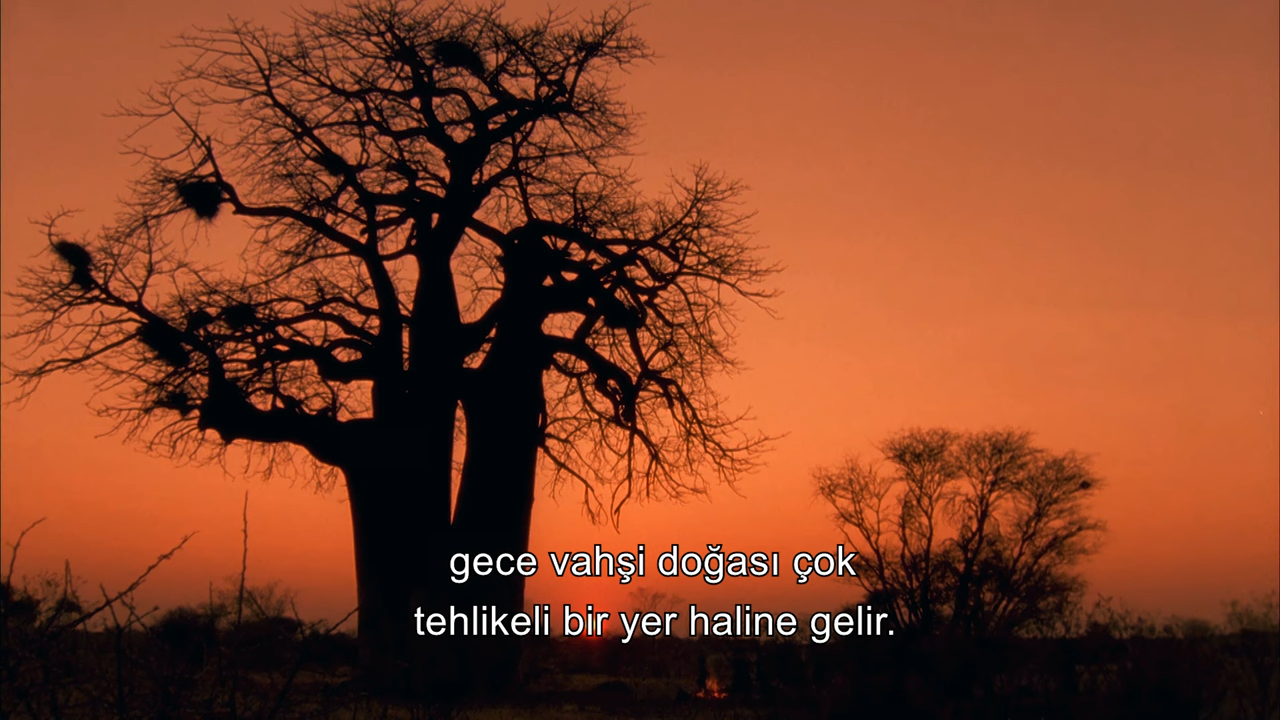 gece vahşi doğası çok
tehlikeli bir yer haline gelir.